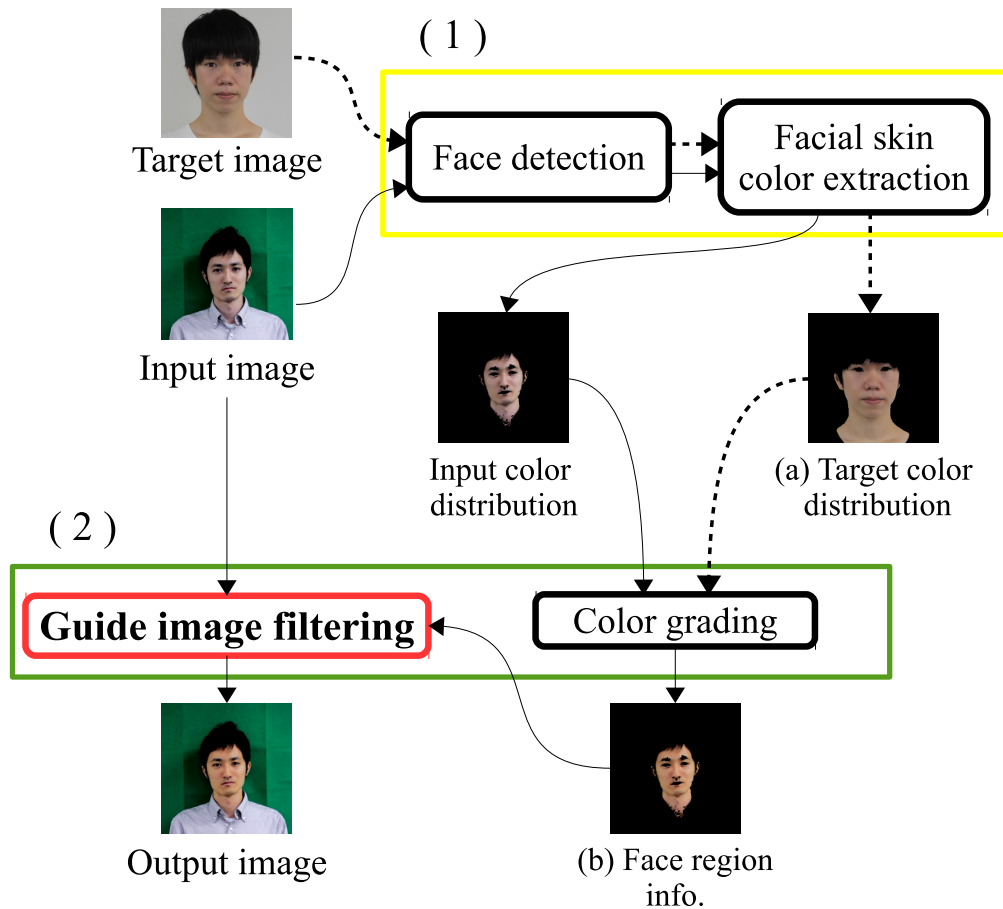 ( 1 )
Target image
Face detection
Facial skin
color extraction
Input image
Input color
distribution
(a) Target color
distribution
( 2 )
Guide image filtering
Color grading
Output image
(b) Face region
info.